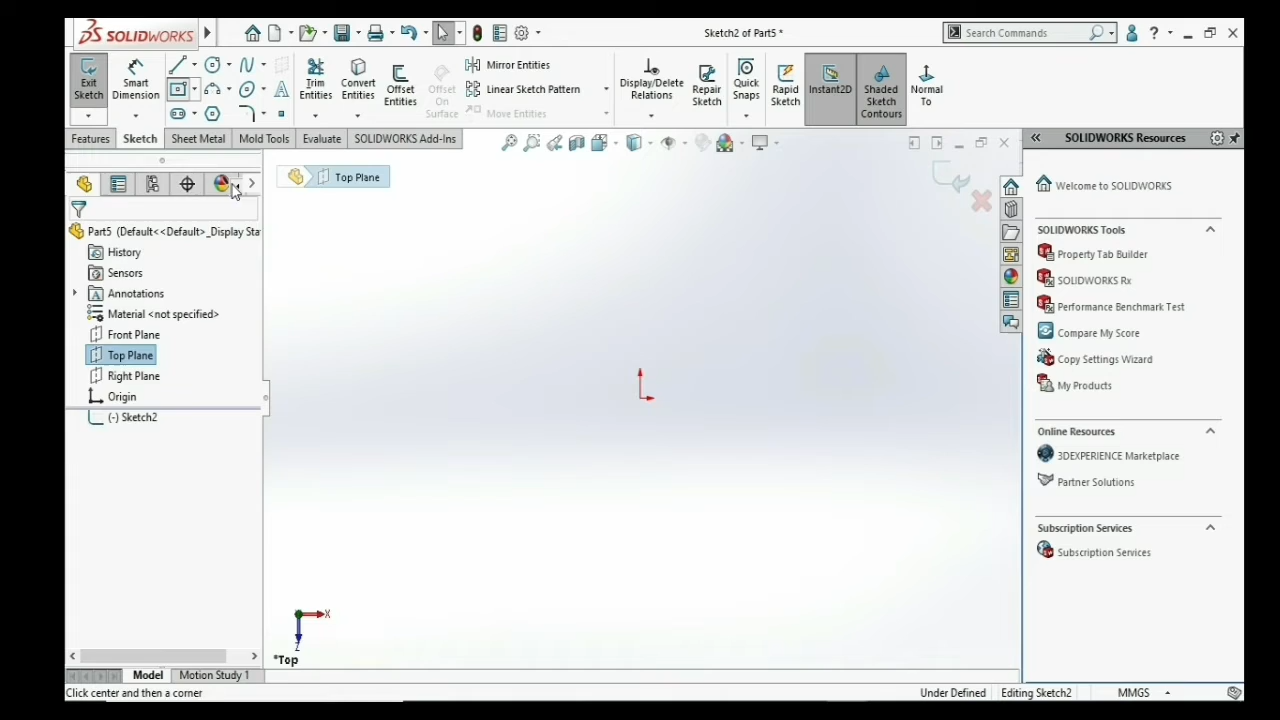 SOLIDWORKS
Sketch2 of Part5 *
Search Commands
?
Exit Sketch
Smart Dimension
Trim Entities
Convert Entities
Offset Entities
Offset On Surface
Mirror Entities
Linear Sketch Pattern
Move Entities
Display/Delete Relations
Repair Sketch
Quick Snaps
Rapid Sketch
Instant2D
Shaded Sketch Contours
Normal To
Features
Sketch
Sheet Metal
Mold Tools
Evaluate
SOLIDWORKS Add-Ins
SOLIDWORKS Resources
Top Plane
Part5 (Default<<Default>_Display Sta
History
Sensors
Annotations
Material <not specified>
Front Plane
Top Plane
Right Plane
Origin
(-) Sketch2
Welcome to SOLIDWORKS
SOLIDWORKS Tools
Property Tab Builder
SOLIDWORKS Rx
Performance Benchmark Test
Compare My Score
Copy Settings Wizard
My Products
Online Resources
3DEXPERIENCE Marketplace
Partner Solutions
Subscription Services
Subscription Services
X
Z
*Top
Model
Motion Study 1
Click center and then a corner
Under Defined
Editing Sketch2
MMGS